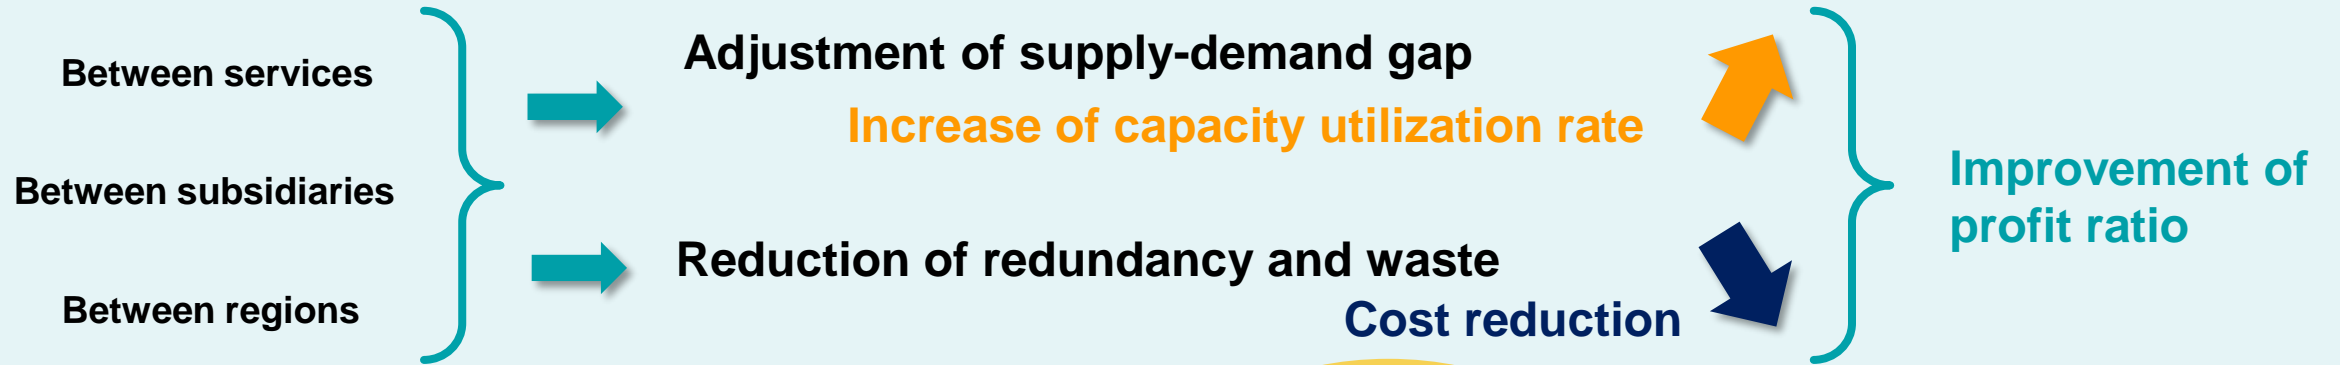 Between services
Between subsidiaries
Between regions
Adjustment of supply-demand gap
Increase of capacity utilization rate
Reduction of redundancy and waste
Cost reduction
Improvement of
profit ratio